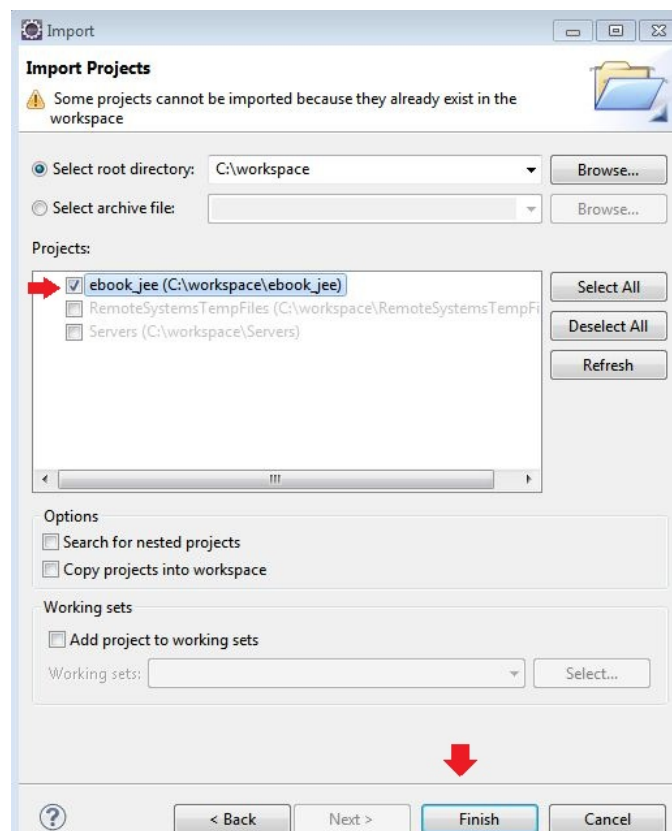 Import
Import Projects
Some projects cannot be imported because they already exist in the
workspace
Select root directory: C:\workspace Browse...
Select archive file: Browse...
Projects:
ebook_jee (C:\workspace\ebook_jee)
RemoteSystemsTempFiles (C:\workspace\RemoteSystemsTempFi
Servers (C:\workspace\Servers)
Select All
Deselect All
Refresh
Options
Search for nested projects
Copy projects into workspace
Working sets
Add project to working sets
Working sets: Select...
? < Back Next > Finish Cancel